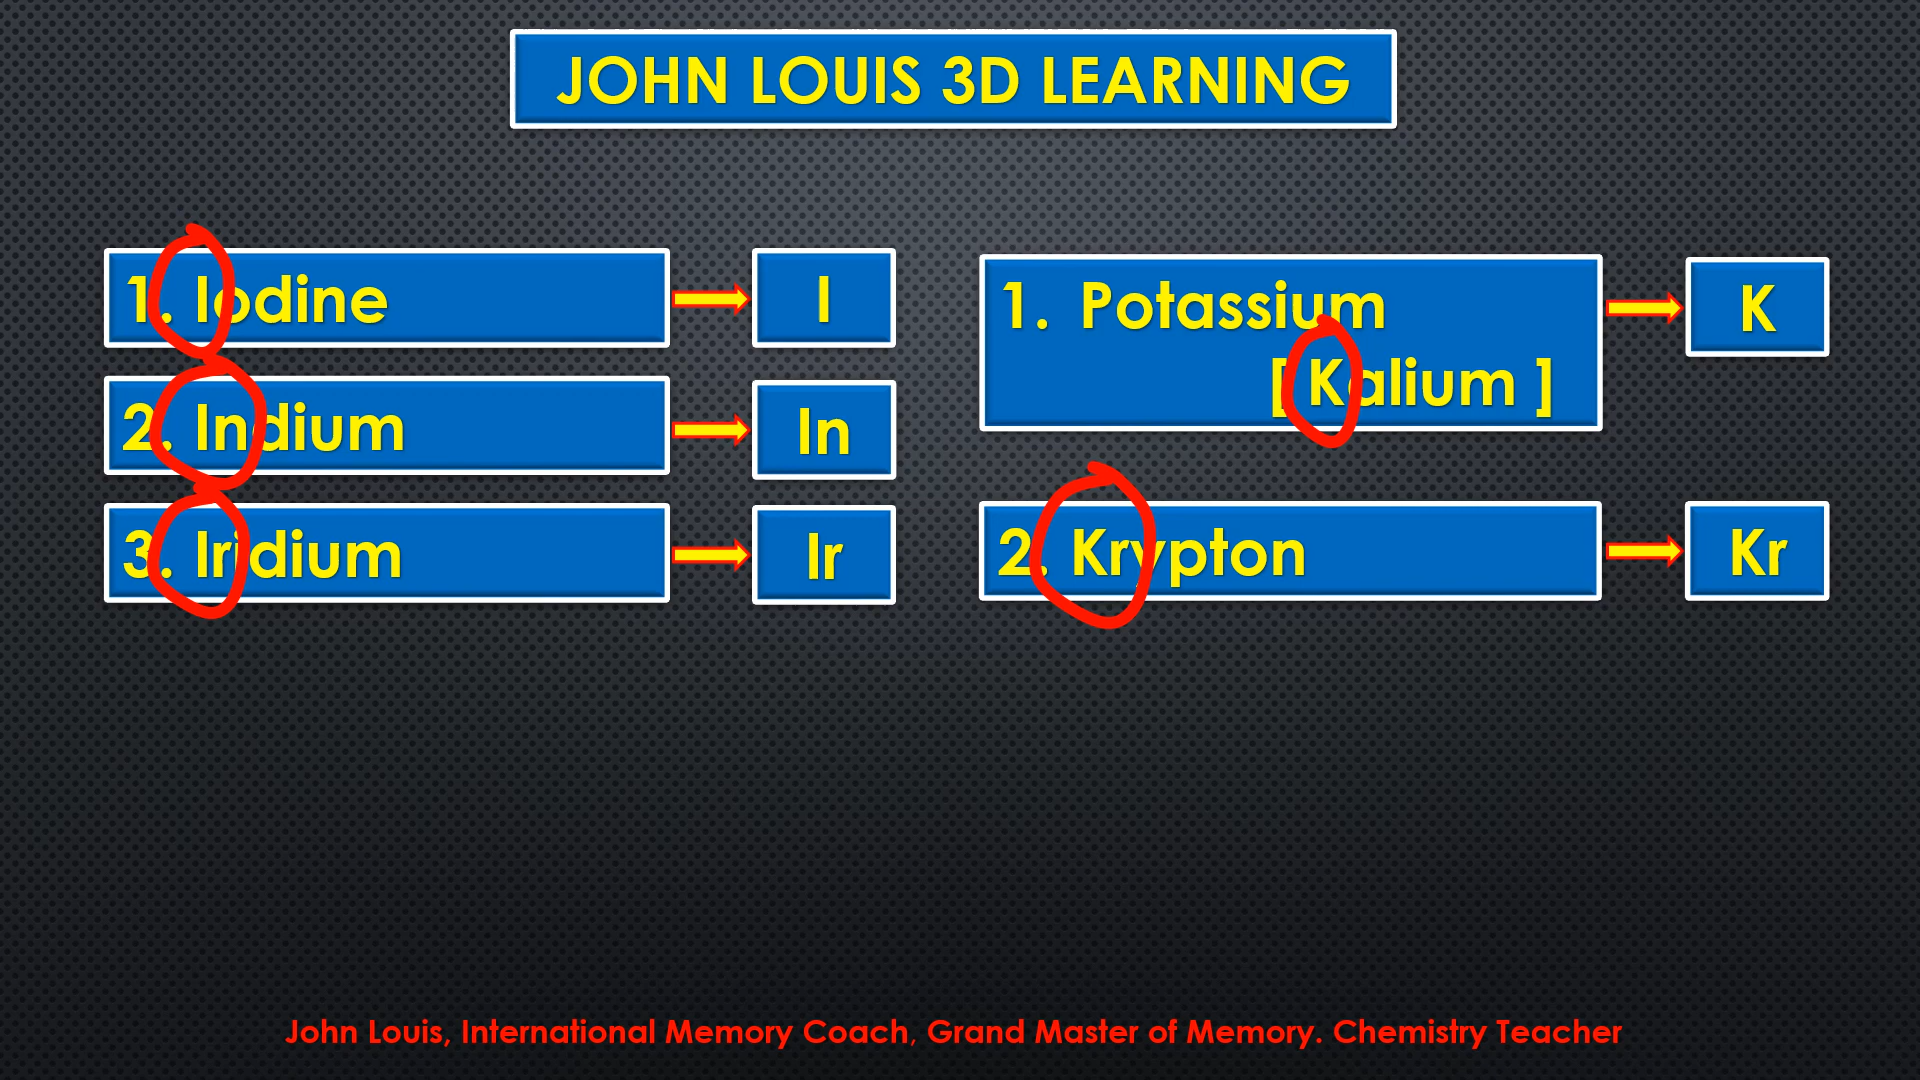 JOHN LOUIS 3D LEARNING
1. Iodine
I
2. Indium
In
3. Iridium
Ir
1. Potassium
[ Kalium ]
K
2. Krypton
Kr
John Louis, International Memory Coach, Grand Master of Memory. Chemistry Teacher